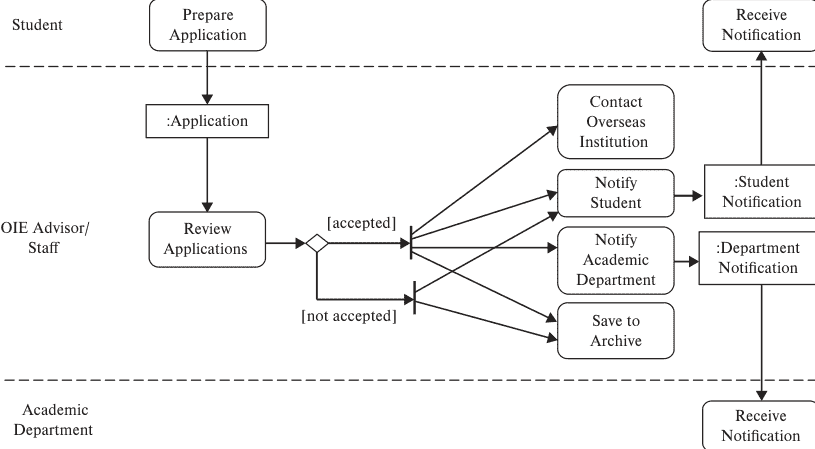 Student
Prepare
Application
Receive
Notification
:Application
Contact
Overseas
Institution
OIE Advisor/
Staff
Review
Applications
[accepted]
[not accepted]
Notify
Student
:Student
Notification
Notify
Academic
Department
:Department
Notification
Save to
Archive
Academic
Department
Receive
Notification